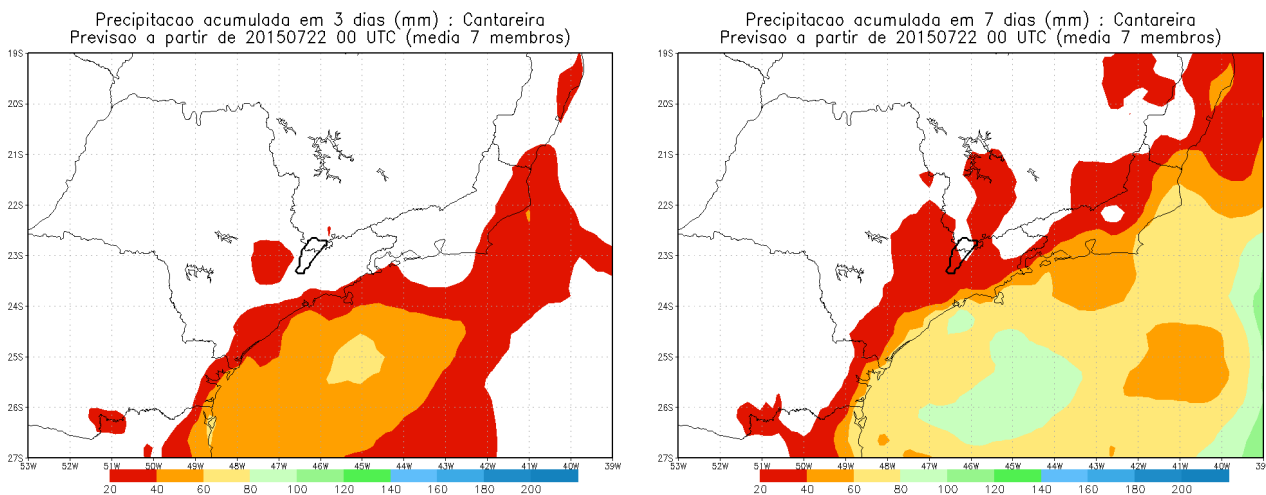 Precipitacao acumulada em 3 dias (mm) : Cantareira
Previsao a partir de 20150722 00 UTC (media 7 membros)
19S
20S
21S
22S
23S
24S
25S
26S
27S
53W 52W 51W 50W 49W 48W 47W 46W 45W 44W 43W 42W 41W 40W 39W
20 40 60 80 100 120 140 160 180 200
Precipitacao acumulada em 7 dias (mm) : Cantareira
Previsao a partir de 20150722 00 UTC (media 7 membros)
19S
20S
21S
22S
23S
24S
25S
26S
27S
53W 52W 51W 50W 49W 48W 47W 46W 45W 44W 43W 42W 41W 40W 39W
20 40 60 80 100 120 140 160 180 200